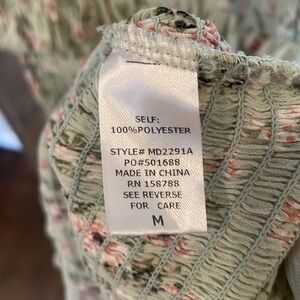 SELF:
100%POLYESTER
STYLE# MD2291A
PO#501688
MADE IN CHINA
RN 158788
SEE REVERSE
FOR CARE
M